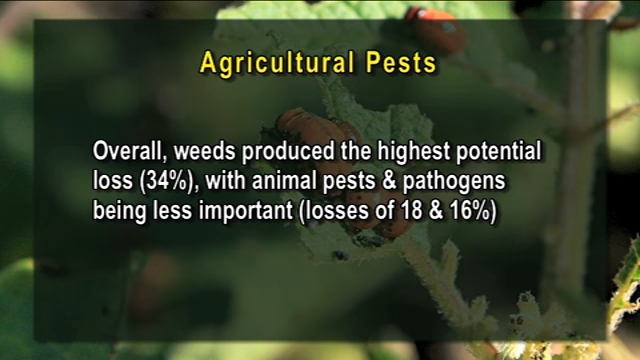 Agricultural Pests
Overall, weeds produced the highest potential
loss (34%), with animal pests & pathogens
being less important (losses of 18 & 16%)